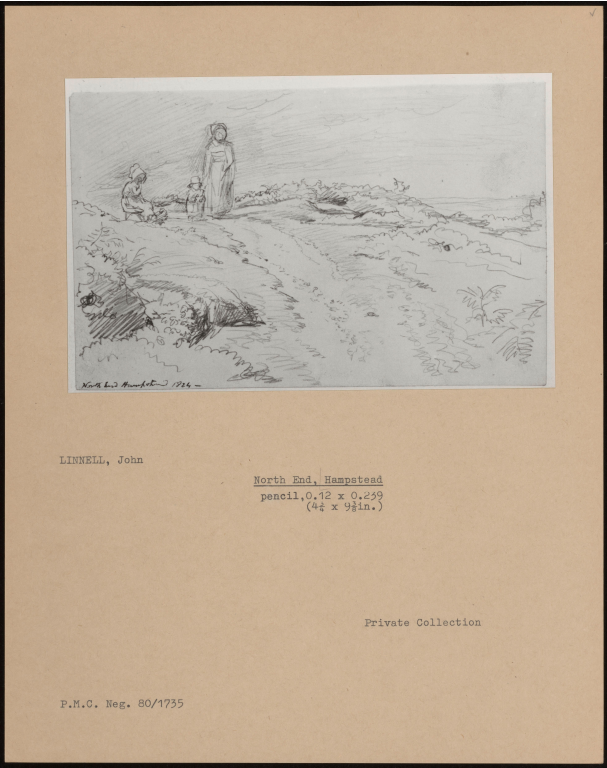 North End Hampstead 1824 —
LINNELL, John
North End, Hampstead
pencil, 0.12 x 0.239
(4¾ x 9⅜in.)
Private Collection
P.M.C. Neg. 80/1735